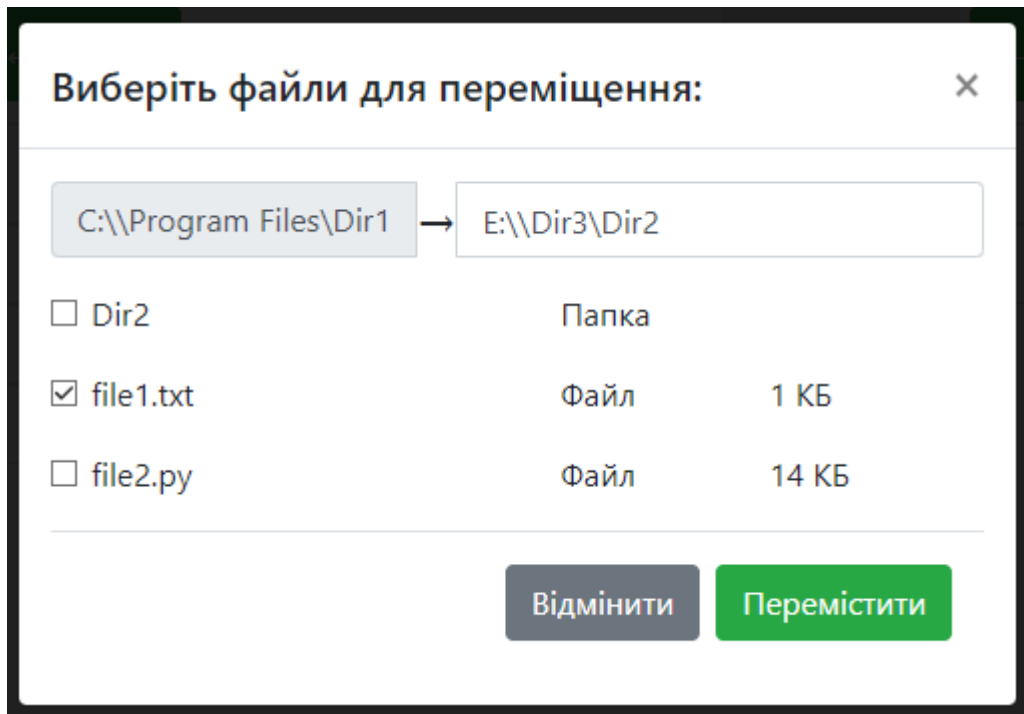 Виберіть файли для переміщення: ×
C:\\Program Files\Dir1 → E:\\Dir3\Dir2
Dir2 Папка
file1.txt Файл 1 КБ
file2.py Файл 14 КБ
Відмінити Перемістити